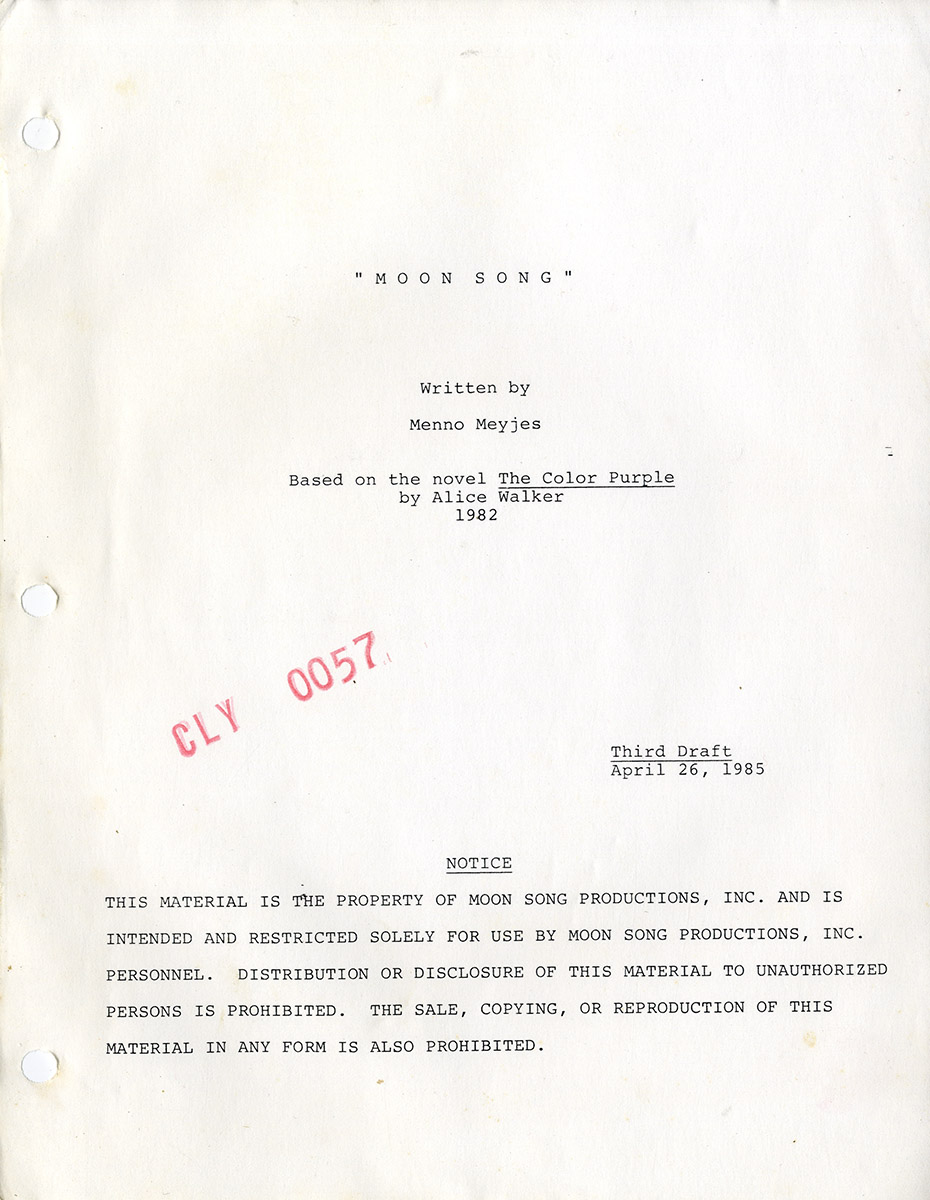 " M O O N  S O N G "
Written by
Menno Meyjes
Based on the novel The Color Purple
by Alice Walker
1982
CLY 0057
Third Draft
April 26, 1985
NOTICE
THIS MATERIAL IS THE PROPERTY OF MOON SONG PRODUCTIONS, INC. AND IS
INTENDED AND RESTRICTED SOLELY FOR USE BY MOON SONG PRODUCTIONS, INC.
PERSONNEL.  DISTRIBUTION OR DISCLOSURE OF THIS MATERIAL TO UNAUTHORIZED
PERSONS IS PROHIBITED.  THE SALE, COPYING, OR REPRODUCTION OF THIS
MATERIAL IN ANY FORM IS ALSO PROHIBITED.